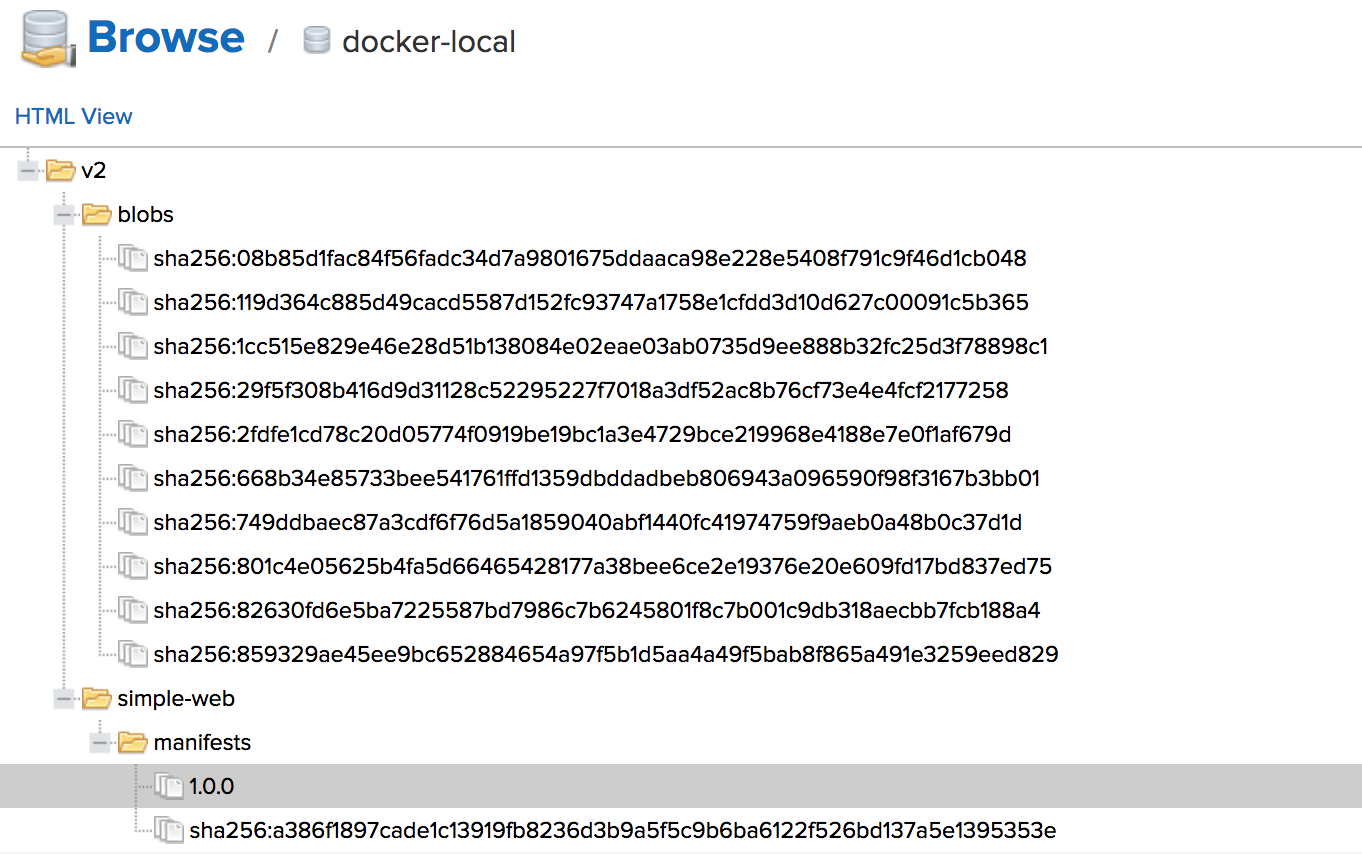 Browse / docker-local
HTML View
v2
blobs
sha256:08b85d1fac84f56fadc34d7a9801675ddaaca98e228e5408f791c9f46d1cb048
sha256:119d364c885d49cacd5587d152fc93747a1758e1cfdd3d10d627c00091c5b365
sha256:1cc515e829e46e28d51b138084e02eae03ab0735d9ee888b32fc25d3f78898c1
sha256:29f5f308b416d9d31128c52295227f7018a3df52ac8b76cf73e4e4fcf2177258
sha256:2fdfe1cd78c20d05774f0919be19bc1a3e4729bce219968e4188e7e0f1af679d
sha256:668b34e85733bee541761ffd1359dbddadbeb806943a096590f98f3167b3bb01
sha256:749ddbaec87a3cdf6f76d5a1859040abf1440fc41974759f9aeb0a48b0c37d1d
sha256:801c4e05625b4fa5d66465428177a38bee6ce2e19376e20e609fd17bd837ed75
sha256:82630fd6e5ba7225587bd7986c7b6245801f8c7b001c9db318aecbb7fcb188a4
sha256:859329ae45ee9bc652884654a97f5b1d5aa4a49f5bab8f865a491e3259eed829
simple-web
manifests
1.0.0
sha256:a386f1897cade1c13919fb8236d3b9a5f5c9b6ba6122f526bd137a5e1395353e